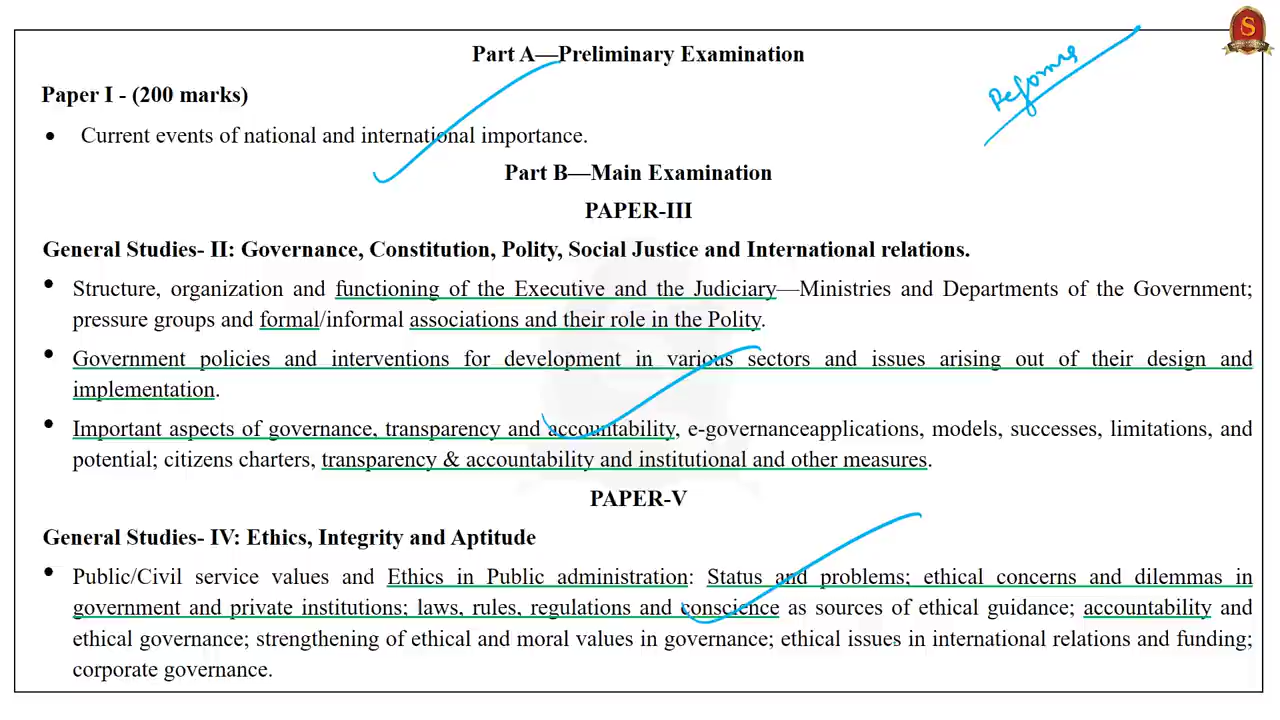 S
Part A—Preliminary Examination
Reforms
Paper I - (200 marks)
• Current events of national and international importance.
Part B—Main Examination
PAPER-III
General Studies- II: Governance, Constitution, Polity, Social Justice and International relations.
• Structure, organization and functioning of the Executive and the Judiciary—Ministries and Departments of the Government;
pressure groups and formal/informal associations and their role in the Polity.
• Government policies and interventions for development in various sectors and issues arising out of their design and
implementation.
• Important aspects of governance, transparency and accountability, e-governanceapplications, models, successes, limitations, and
potential; citizens charters, transparency & accountability and institutional and other measures.
PAPER-V
General Studies- IV: Ethics, Integrity and Aptitude
• Public/Civil service values and Ethics in Public administration: Status and problems; ethical concerns and dilemmas in
government and private institutions; laws, rules, regulations and conscience as sources of ethical guidance; accountability and
ethical governance; strengthening of ethical and moral values in governance; ethical issues in international relations and funding;
corporate governance.